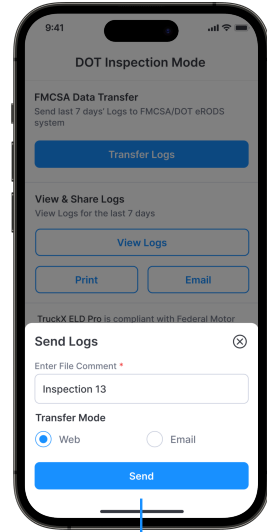 9:41
DOT Inspection Mode
FMCSA Data Transfer
Send last 7 days' Logs to FMCSA/DOT eRODS
system
Transfer Logs
View & Share Logs
View Logs for the last 7 days
View Logs
Print Email
TruckX ELD Pro is compliant with Federal Motor
Send Logs
Enter File Comment *
Inspection 13
Transfer Mode
Web Email
Send